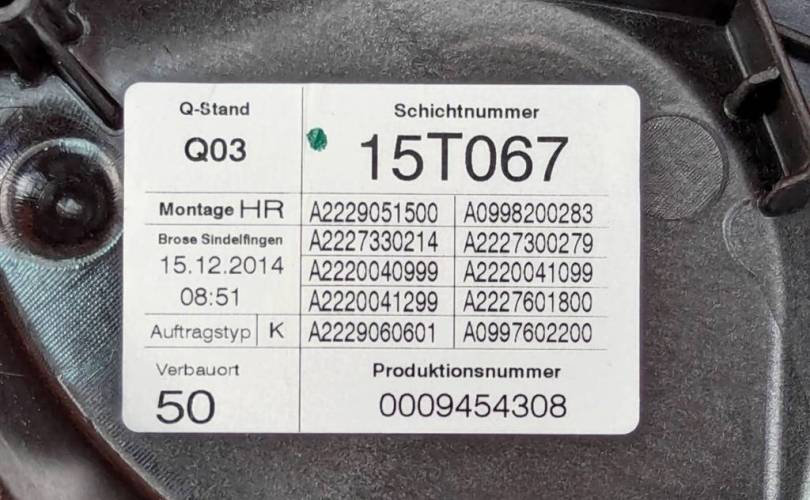 Q-Stand
Q03
Schichtnummer
15T067
Montage HR
Brose Sindelfingen
15.12.2014
08:51
Auftragstyp K
A2229051500 A0998200283
A2227330214 A2227300279
A2220040999 A2220041099
A2220041299 A2227601800
A2229060601 A0997602200
Verbauort
50
Produktionsnummer
0009454308